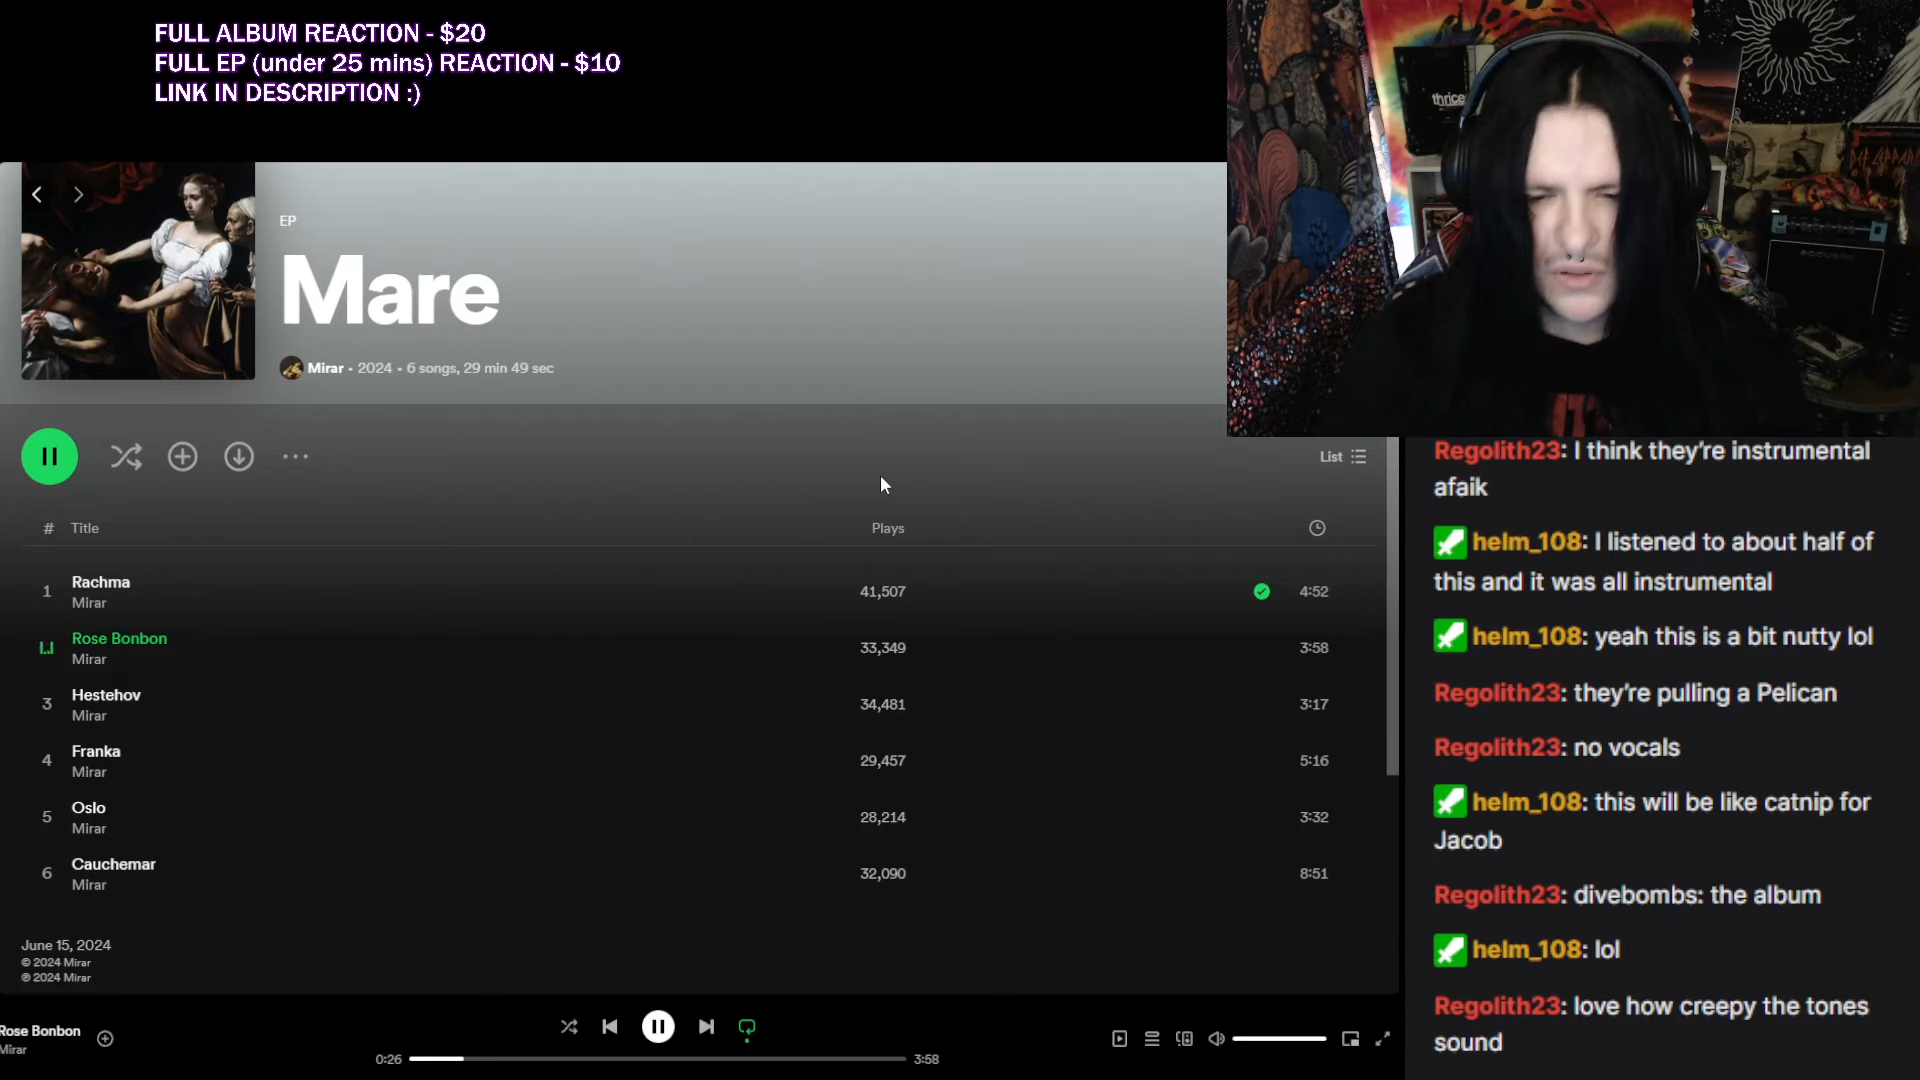 FULL ALBUM REACTION - $20
FULL EP (under 25 mins) REACTION - $10
LINK IN DESCRIPTION :)
thrice
DEF LEPPARD
EP
Mare
Mirar • 2024 • 6 songs, 29 min 49 sec
List
# Title Plays
1 Rachma 41,507 4:52
Mirar
Rose Bonbon 33,349 3:58
Mirar
3 Hestehov 34,481 3:17
Mirar
4 Franka 29,457 5:16
Mirar
5 Oslo 28,214 3:32
Mirar
6 Cauchemar 32,090 8:51
Mirar
June 15, 2024
© 2024 Mirar
℗ 2024 Mirar
Rose Bonbon
Mirar
0:26 3:58
Regolith23: I think they're instrumental
afaik
helm_108: I listened to about half of
this and it was all instrumental
helm_108: yeah this is a bit nutty lol
Regolith23: they're pulling a Pelican
Regolith23: no vocals
helm_108: this will be like catnip for
Jacob
Regolith23: divebombs: the album
helm_108: lol
Regolith23: love how creepy the tones
sound